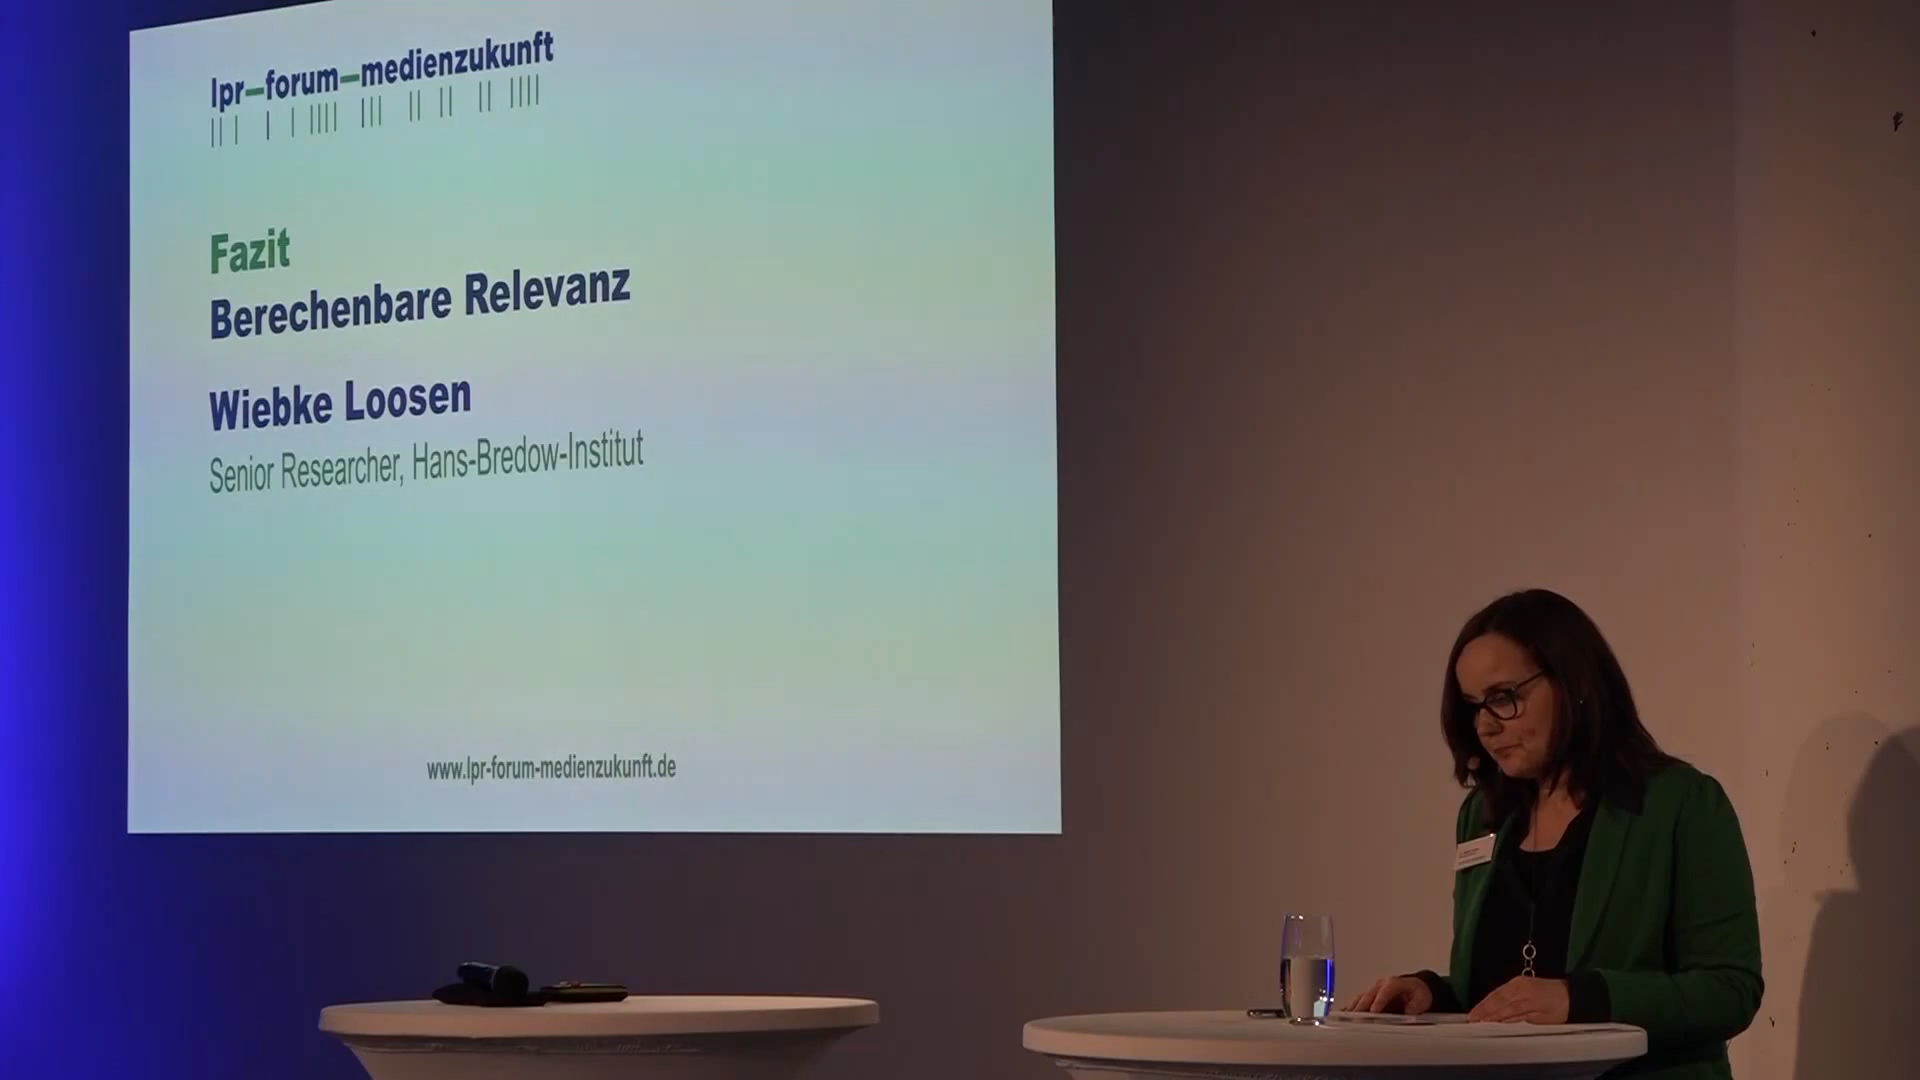 lpr–forum–medienzukunft
Fazit
Berechenbare Relevanz
Wiebke Loosen
Senior Researcher, Hans-Bredow-Institut
www.lpr-forum-medienzukunft.de